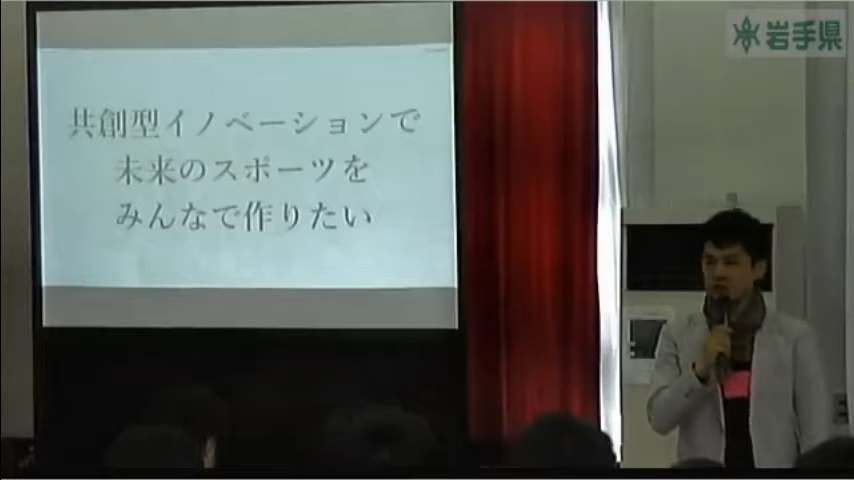 岩手県
共創型イノベーションで
未来のスポーツを
みんなで作りたい